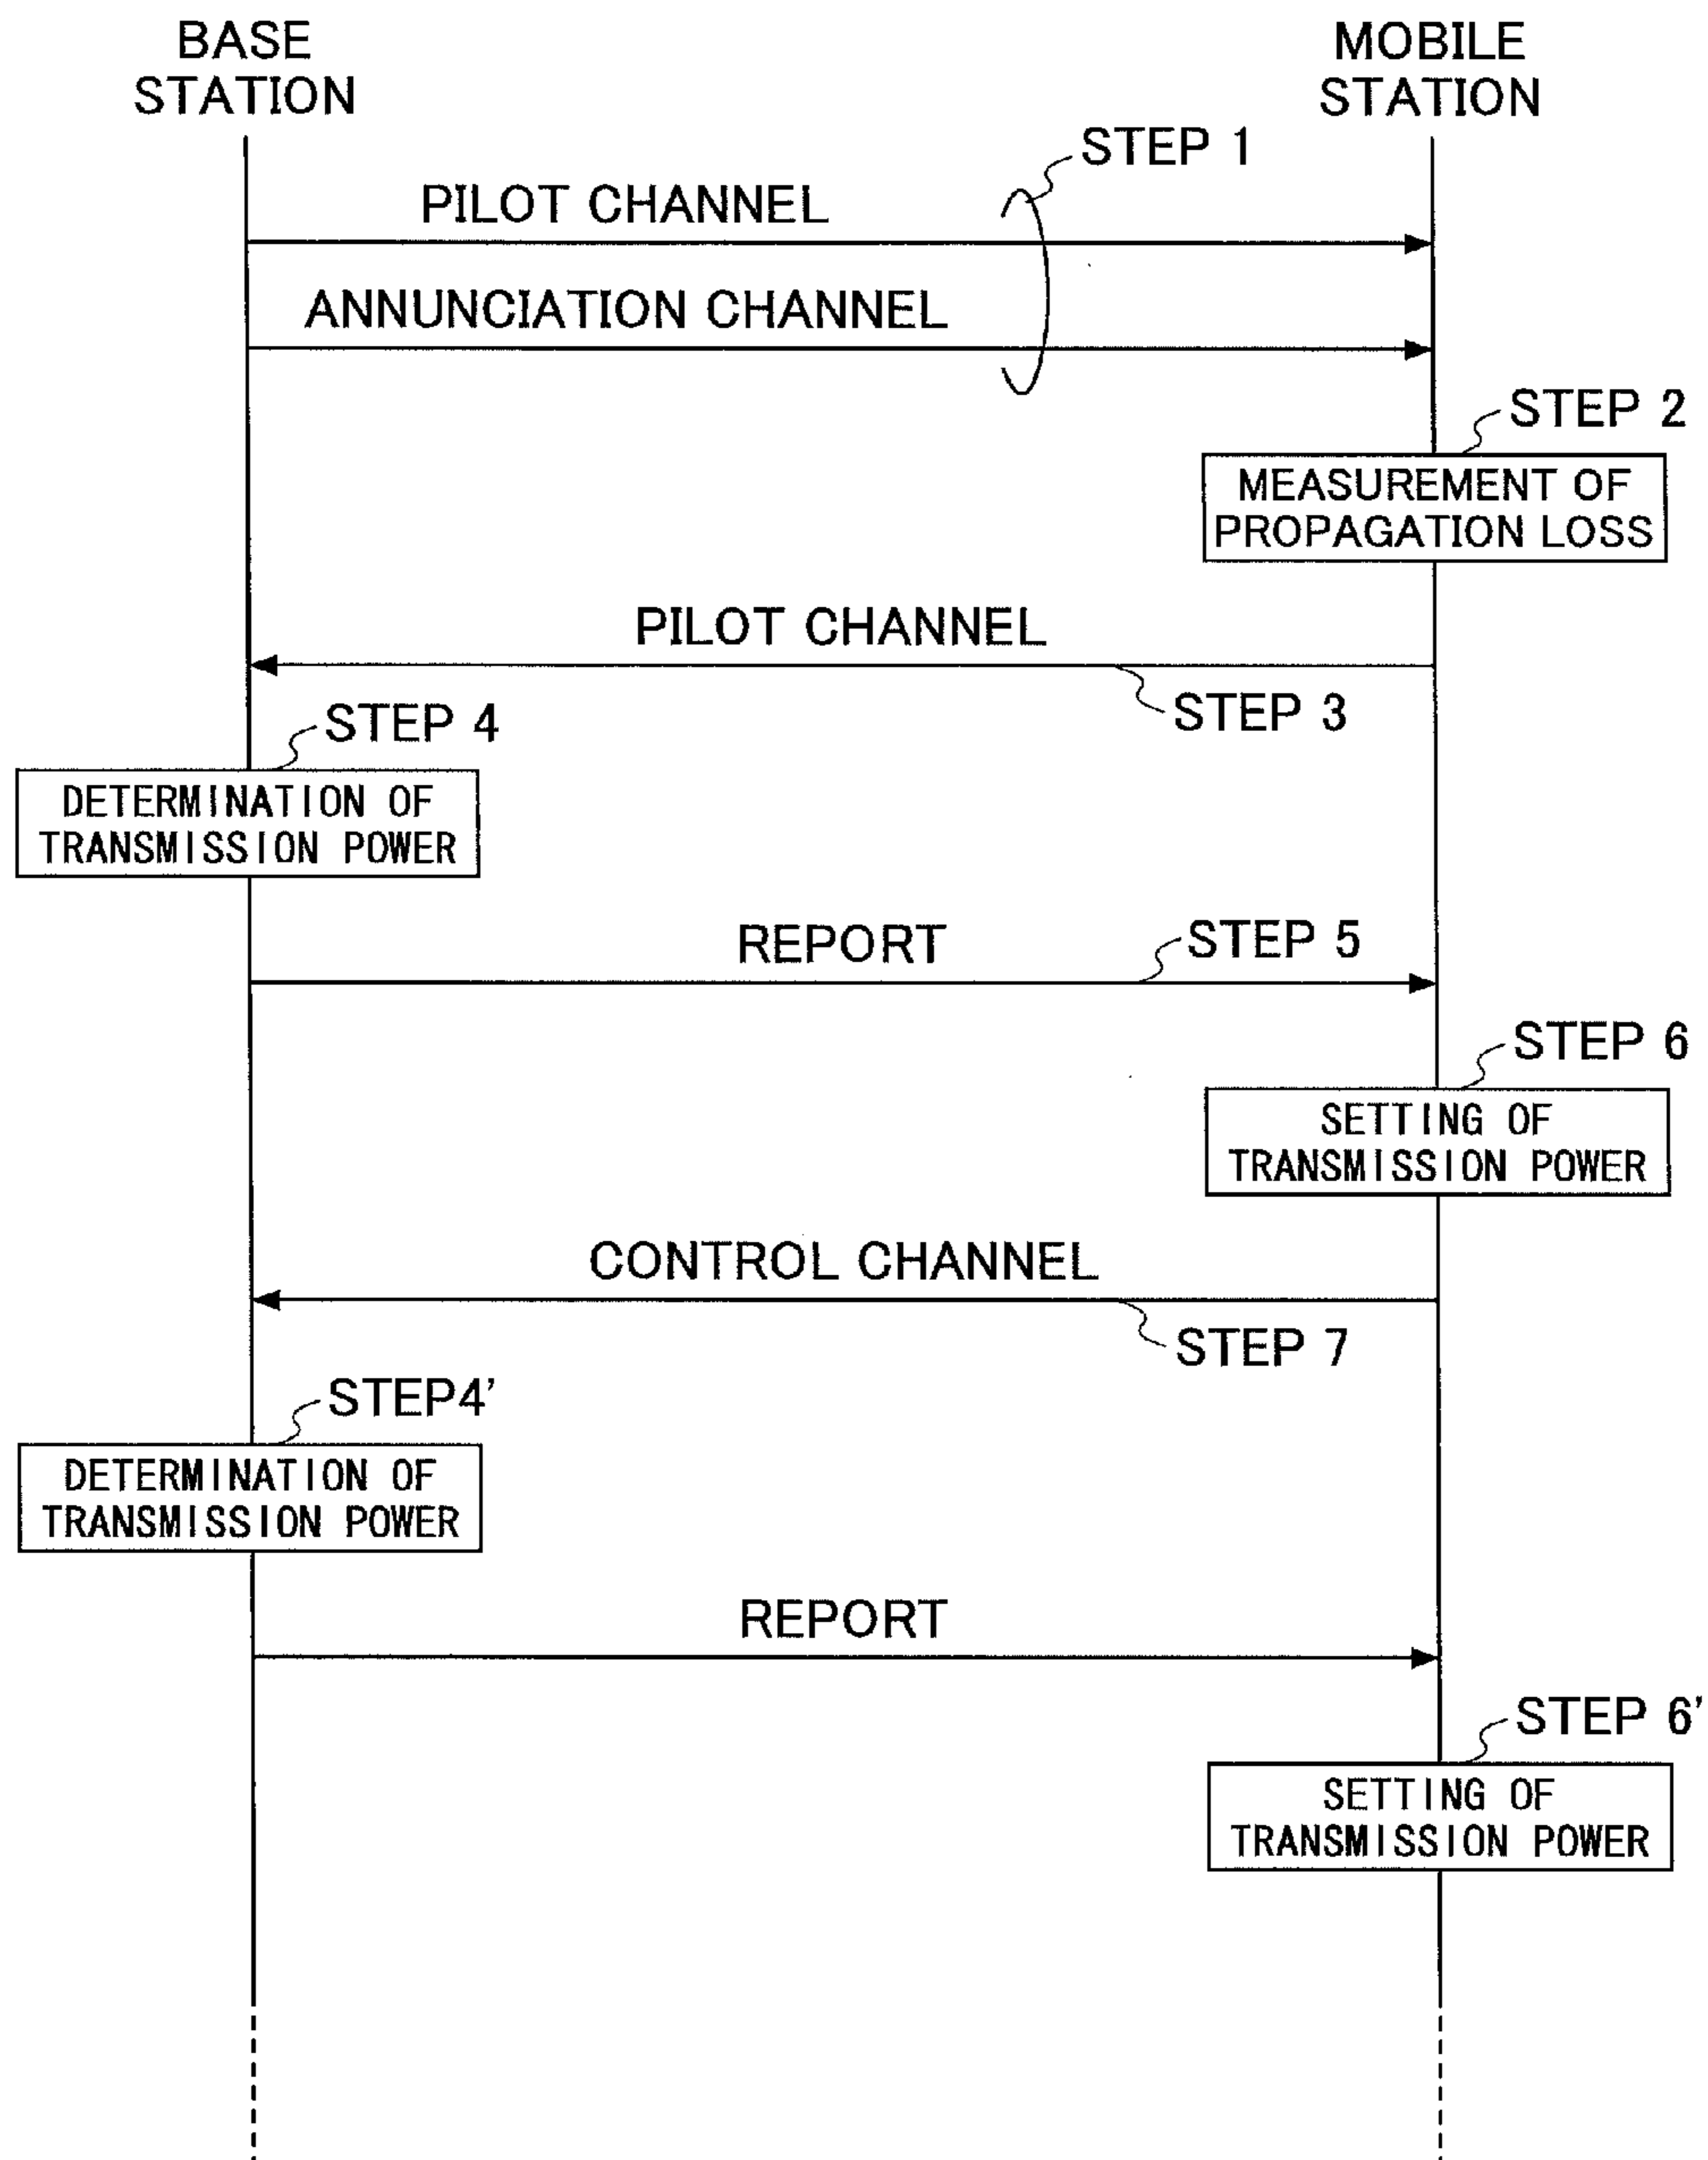 BASE
STATION
MOBILE
STATION
STEP 1
PILOT CHANNEL
ANNUNCIATION CHANNEL
STEP 2
MEASUREMENT OF
PROPAGATION LOSS
PILOT CHANNEL
STEP 3
STEP 4
DETERMINATION OF
TRANSMISSION POWER
REPORT
STEP 5
STEP 6
SETTING OF
TRANSMISSION POWER
CONTROL CHANNEL
STEP 7
STEP4'
DETERMINATION OF
TRANSMISSION POWER
REPORT
STEP 6'
SETTING OF
TRANSMISSION POWER